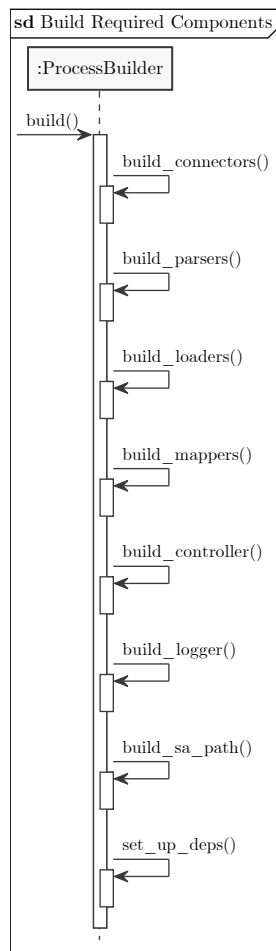 sd Build Required Components
:ProcessBuilder
build()
build_connectors()
build_parsers()
build_loaders()
build_mappers()
build_controller()
build_logger()
build_sa_path()
set_up_deps()